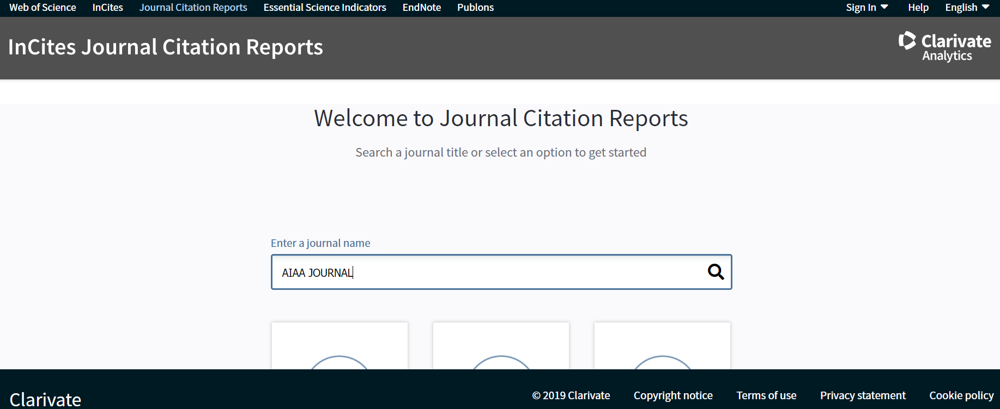 Web of Science InCites Journal Citation Reports Essential Science Indicators EndNote Publons Sign In Help English
InCites Journal Citation Reports
Clarivate
Analytics
Welcome to Journal Citation Reports
Search a journal title or select an option to get started
Enter a journal name
AIAA JOURNAL
Clarivate
© 2019 Clarivate Copyright notice Terms of use Privacy statement Cookie policy